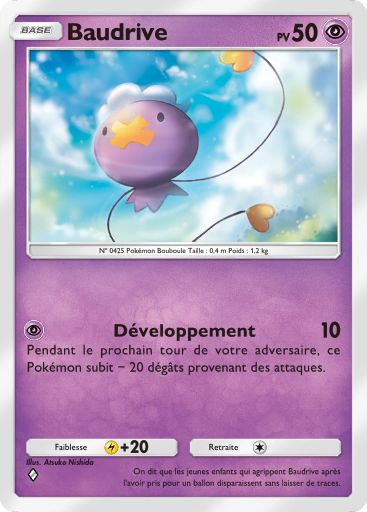 BASE
Baudrive
PV 50
N° 0425 Pokémon Bouboule Taille : 0,4 m Poids : 1,2 kg
Développement 10
Pendant le prochain tour de votre adversaire, ce
Pokémon subit − 20 dégâts provenant des attaques.
Faiblesse +20 Retraite
Illus. Atsuko Nishida
On dit que les jeunes enfants qui agrippent Baudrive après
l'avoir pris pour un ballon disparaissent sans laisser de traces.